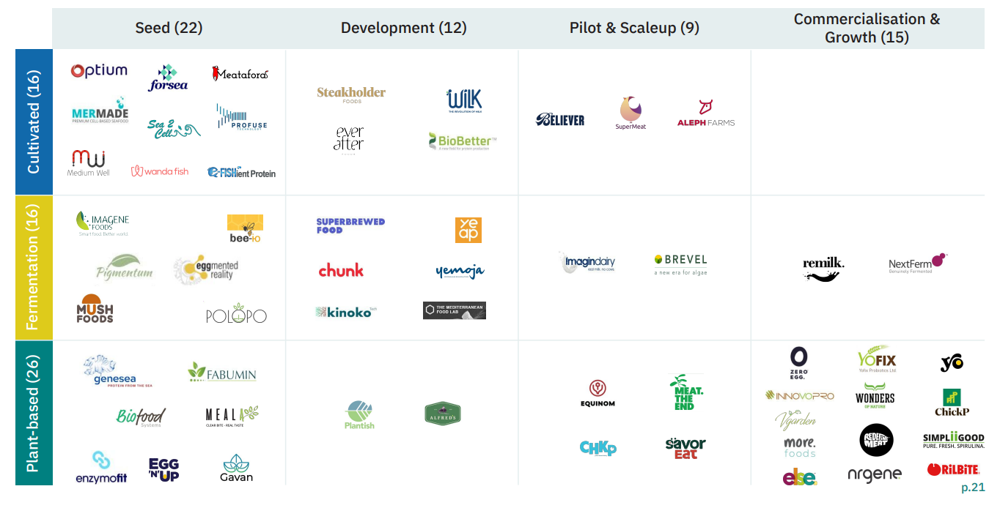 Seed (22)
Development (12)
Pilot & Scaleup (9)
Commercialisation &
Growth (15)
Cultivated (16)
Optium
forsea
Meatafora
MERMADE
PREMIUM CELL-BASED SEAFOOD
Sea 2
Cell
PROFUSE
TECHNOLOGY
mw
Medium Well
wanda fish
E-FISHient Protein
Steakholder
FOODS
WiLK
THE REVOLUTION OF MILK
ever
after
FOODS
BioBetter™
A new field for protein production
BELIEVER
SuperMeat
ALEPH FARMS
Fermentation (16)
IMAGENE
FOODS
Smart food. Better world.
bee-io
Pigmentum
eggmented
reality
MUSH
FOODS
POLOPO
SUPERBREWED
FOOD
ye
ap
chunk
yemoja
kinoko
Tech
THE MEDITERRANEAN
FOOD LAB
Imagindairy
real milk. no cows.
BREVEL
a new era for algae
remilk.
NextFerm™
Genuinely Fermented
Plant-based (26)
genesea
PROTEIN FROM THE SEA
FABUMIN
Biofood
Systems
MEALA
CLEAR BITE - REAL TASTE
enzymofit
EGG
'N'UP
Gavan
Plantish
ALFRED'S
EQUINOM
MEAT.
THE
END
CHKP
SAVOR
EAT
ZERO
EGG.
YOFIX
Yofix Probiotics Ltd
yo
INNOVOPRO
WONDERS
OF NATURE
ChickP
Vgarden
more.
foods
REDEFINE
MEAT
SIMPLiiGOOD
PURE. FRESH. SPIRULINA.
else
nrgene
RiLBiTE
p.21